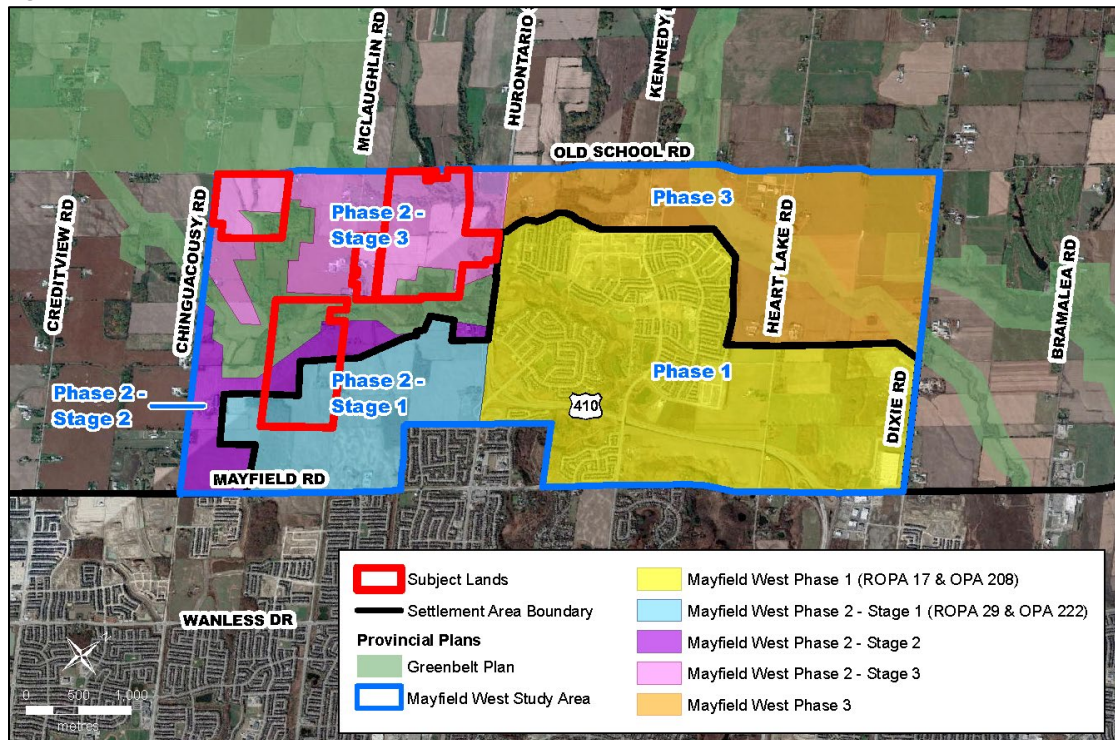 MCLAUGHLIN RD
HURONTARIO ST
KENNEDY RD
OLD SCHOOL RD
CREDITVIEW RD
CHINGUACOUSY RD
Phase 2 -
Stage 3
Phase 3
HEART LAKE RD
BRAMALEA RD
Phase 2 -
Stage 2
Phase 2 -
Stage 1
Phase 1
410
DIXIE RD
MAYFIELD RD
WANLESS DR
N
0 500 1,000
metres
Subject Lands
Settlement Area Boundary
Provincial Plans
Greenbelt Plan
Mayfield West Study Area
Mayfield West Phase 1 (ROPA 17 & OPA 208)
Mayfield West Phase 2 - Stage 1 (ROPA 29 & OPA 222)
Mayfield West Phase 2 - Stage 2
Mayfield West Phase 2 - Stage 3
Mayfield West Phase 3